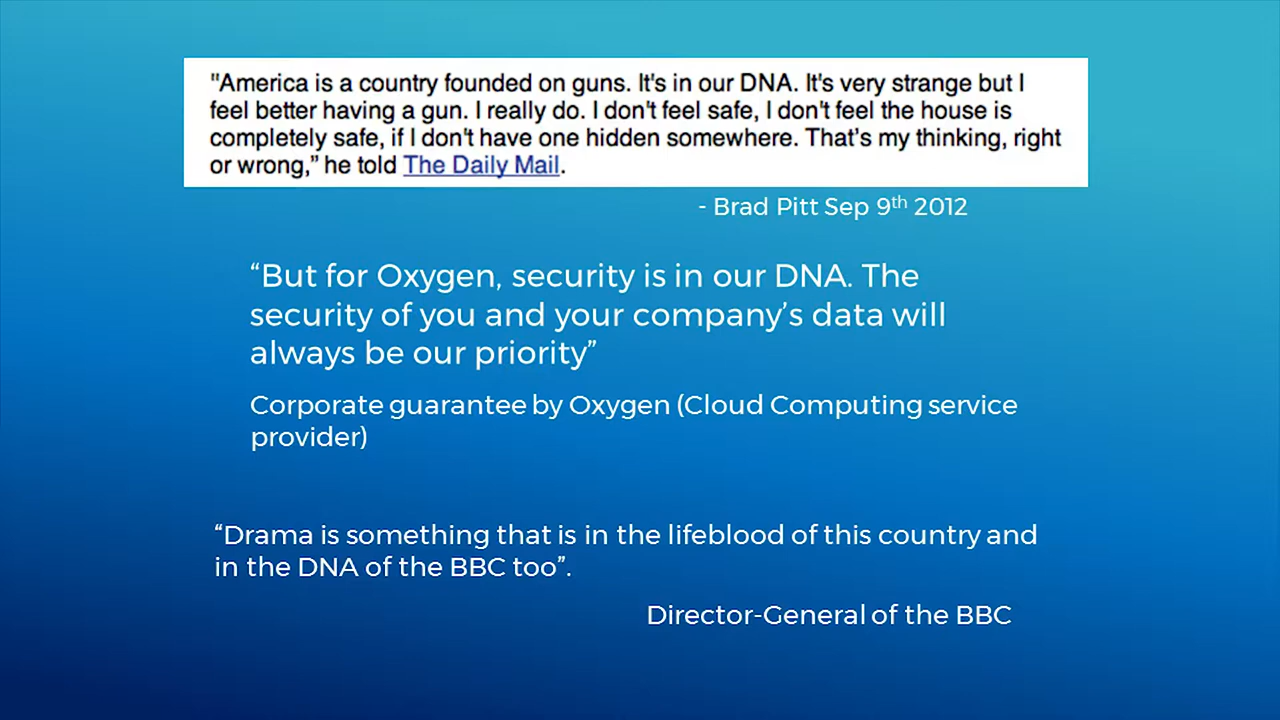 "America is a country founded on guns. It's in our DNA. It's very strange but I
feel better having a gun. I really do. I don't feel safe, I don't feel the house is
completely safe, if I don't have one hidden somewhere. That's my thinking, right
or wrong,” he told The Daily Mail.
- Brad Pitt Sep 9th 2012
“But for Oxygen, security is in our DNA. The
security of you and your company’s data will
always be our priority”
Corporate guarantee by Oxygen (Cloud Computing service
provider)
“Drama is something that is in the lifeblood of this country and
in the DNA of the BBC too”.
Director-General of the BBC